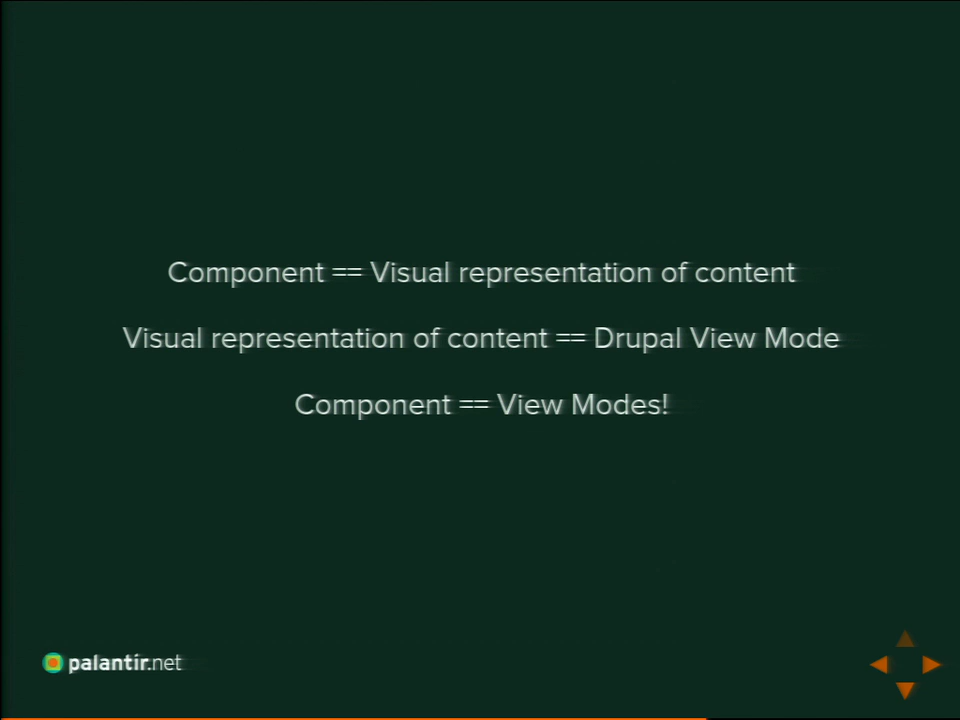 Component == Visual representation of content
Visual representation of content == Drupal View Mode
Component == View Modes!
palantir.net